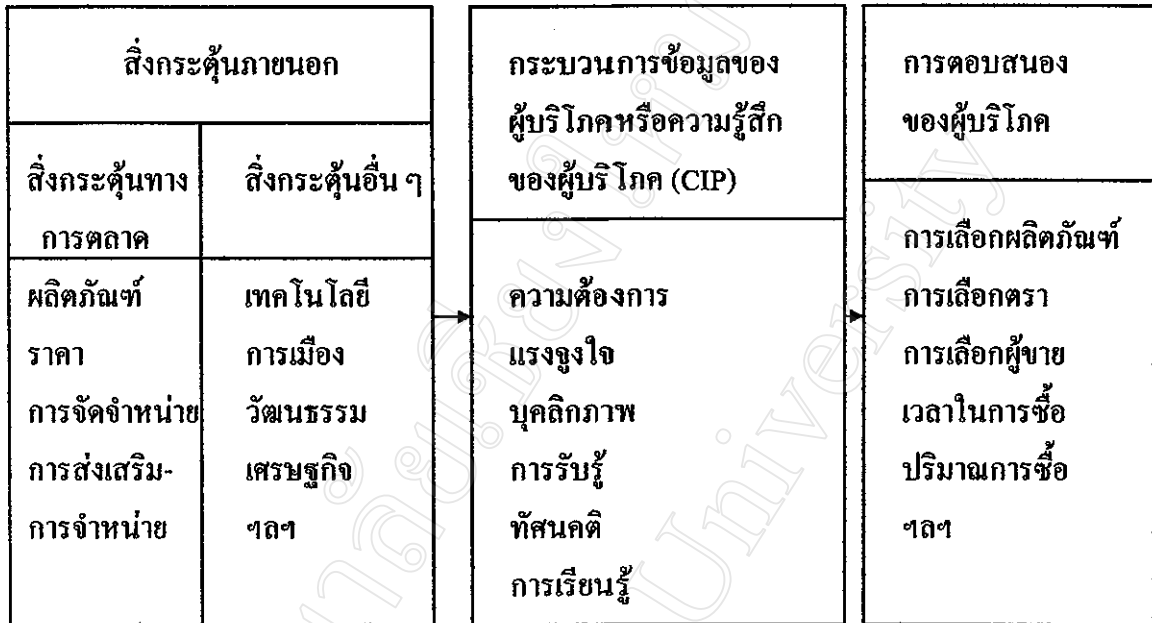 สิ่งกระตุ้นภายนอก
สิ่งกระตุ้นทาง
การตลาด
สิ่งกระตุ้นอื่น ๆ
ผลิตภัณฑ์
ราคา
การจัดจำหน่าย
การส่งเสริม-
การจำหน่าย
เทคโนโลยี
การเมือง
วัฒนธรรม
เศรษฐกิจ
ฯลฯ
กระบวนการข้อมูลของ
ผู้บริโภคหรือความรู้สึก
ของผู้บริโภค (CIP)
ความต้องการ
แรงจูงใจ
บุคลิกภาพ
การรับรู้
ทัศนคติ
การเรียนรู้
การตอบสนอง
ของผู้บริโภค
การเลือกผลิตภัณฑ์
การเลือกตรา
การเลือกผู้ขาย
เวลาในการซื้อ
ปริมาณการซื้อ
ฯลฯ
University